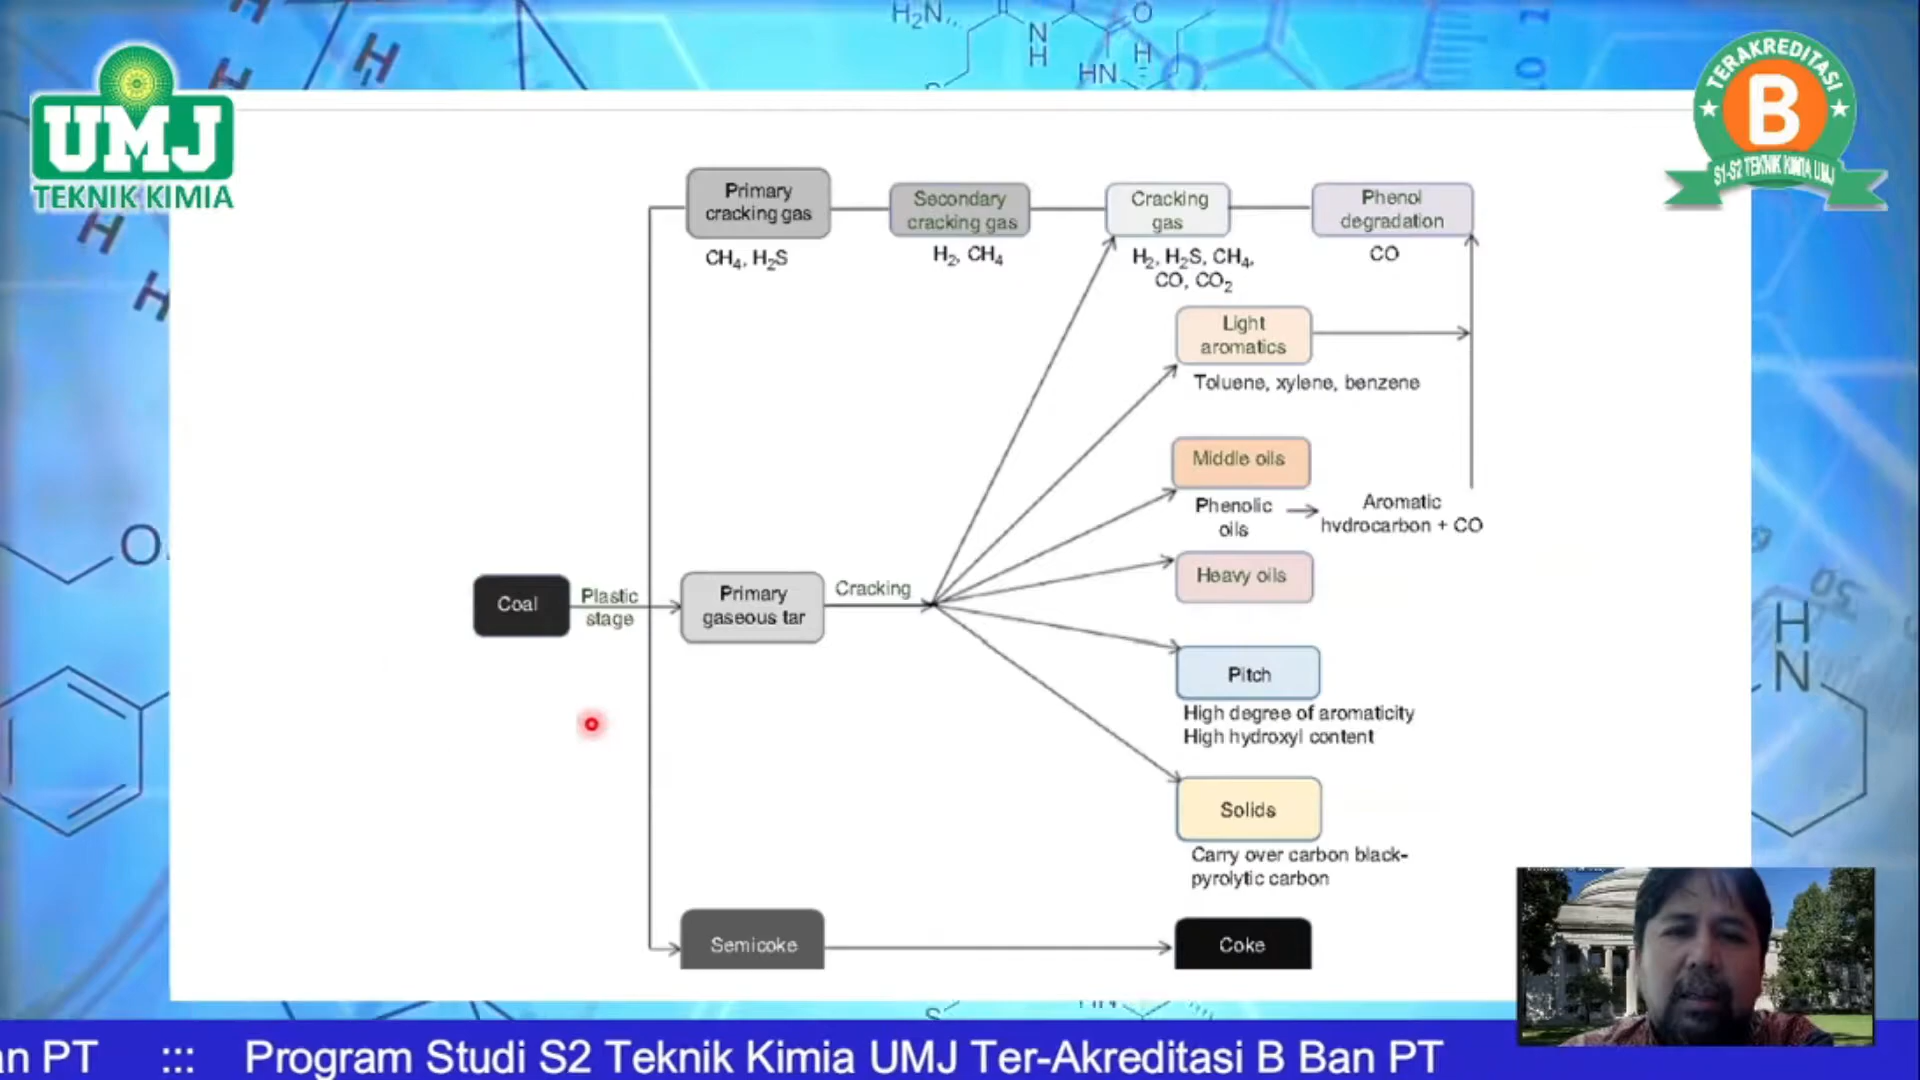 H₂N
N
H
O
H
HN
H
H
UMJ
TEKNIK KIMIA
TERAKREDITASI
B
S1-S2 TEKNIK KIMIA UMJ
Primary
cracking gas
CH₄, H₂S
Secondary
cracking gas
H₂, CH₄
Cracking
gas
H₂, H₂S, CH₄,
CO, CO₂
Phenol
degradation
CO
Light
aromatics
Toluene, xylene, benzene
Middle oils
Phenolic
oils
Aromatic
hydrocarbon + CO
Heavy oils
Coal
Plastic
stage
Primary
gaseous tar
Cracking
Pitch
High degree of aromaticity
High hydroxyl content
Solids
Carry over carbon black-
pyrolytic carbon
Semicoke
Coke
H
H
O
H
N
an PT ::: Program Studi S2 Teknik Kimia UMJ Ter-Akreditasi B Ban PT